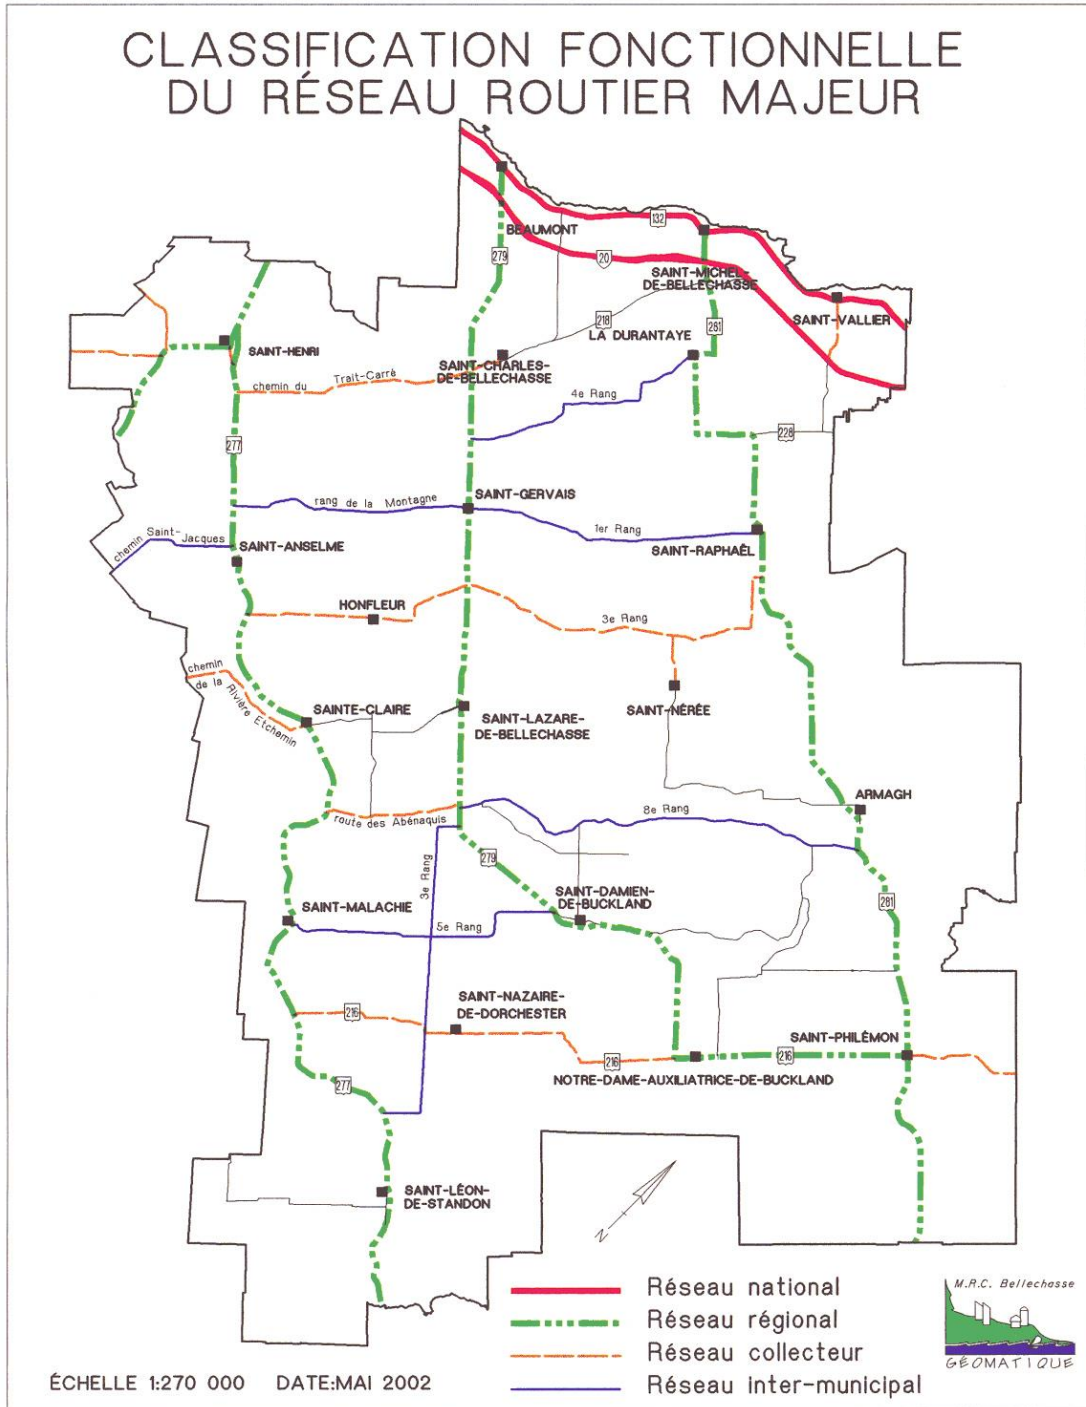 CLASSIFICATION FONCTIONNELLE
DU RÉSEAU ROUTIER MAJEUR
132
BEAUMONT
279
20
SAINT-MICHEL-
DE-BELLECHASSE
SAINT-VALLIER
218
281
LA DURANTAYE
SAINT-HENRI
SAINT-CHARLES-
DE-BELLECHASSE
chemin du Trait-Carré
4e Rang
228
277
rang de la Montagne
SAINT-GERVAIS
1er Rang
SAINT-RAPHAËL
chemin Saint-Jacques
SAINT-ANSELME
HONFLEUR
3e Rang
chemin
de la Rivière Etchemin
SAINTE-CLAIRE
SAINT-LAZARE-
DE-BELLECHASSE
SAINT-NÉRÉE
ARMAGH
route des Abénaquis
8e Rang
3e Rang
279
SAINT-DAMIEN-
DE-BUCKLAND
281
SAINT-MALACHIE
5e Rang
216
SAINT-NAZAIRE-
DE-DORCHESTER
SAINT-PHILÉMON
216
216
NOTRE-DAME-AUXILIATRICE-DE-BUCKLAND
277
SAINT-LÉON-
DE-STANDON
N
Réseau national
Réseau régional
Réseau collecteur
Réseau inter-municipal
M.R.C. Bellechasse
GÉOMATIQUE
ÉCHELLE 1:270 000 DATE:MAI 2002